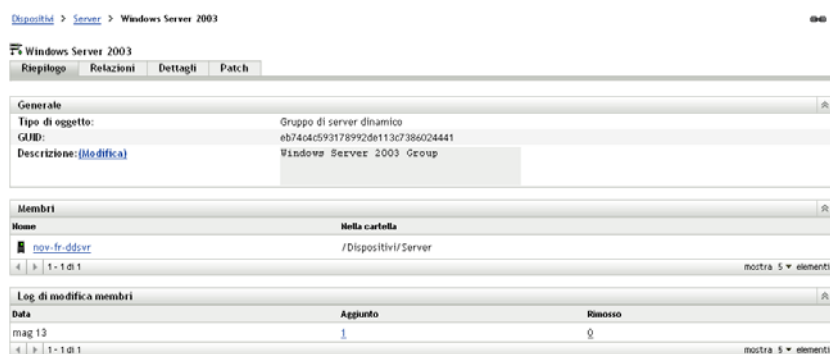 Dispositivi > Server > Windows Server 2003
Windows Server 2003
Riepilogo Relazioni Dettagli Patch
Generale
Tipo di oggetto: Gruppo di server dinamico
GUID: eb74c4c593178992de113c7386024441
Descrizione:(Modifica) Windows Server 2003 Group
Membri
Nome Nella cartella
nov-fr-ddsvr /Dispositivi/Server
1 - 1 di 1 mostra 5 elementi
Log di modifica membri
Data Aggiunto Rimosso
mag 13 1 0
1 - 1 di 1 mostra 5 elementi